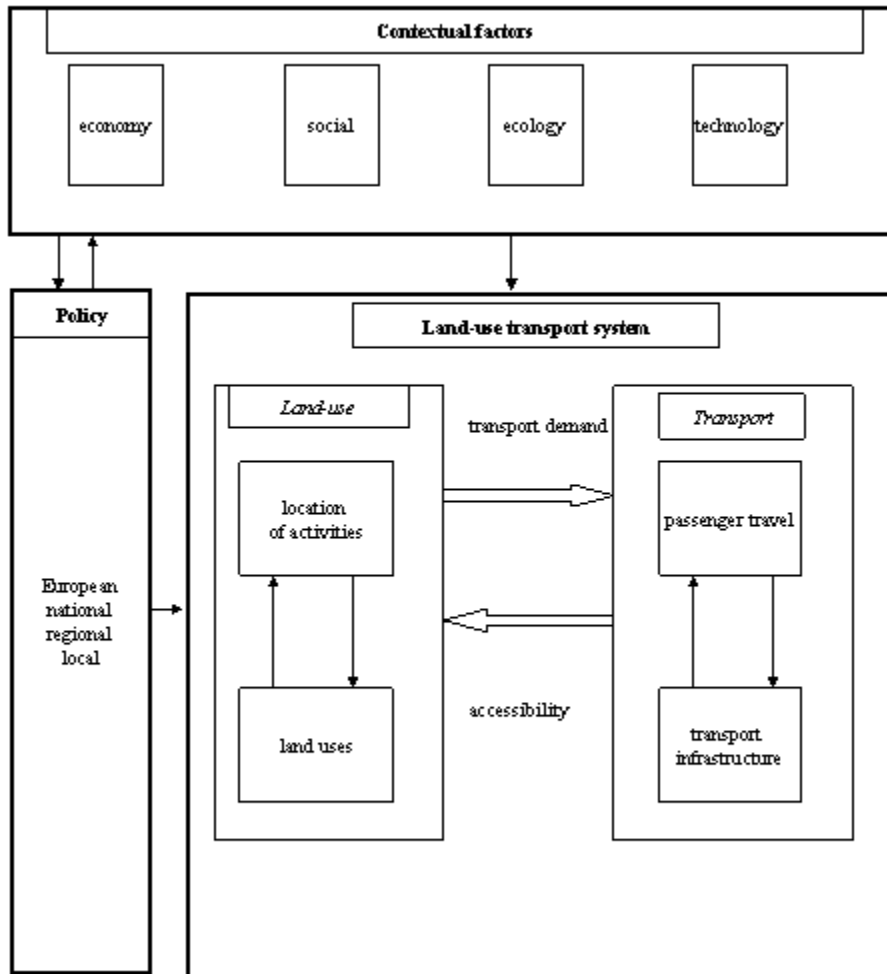 Contextual factors
economy
social
ecology
technology
Policy
European
national
regional
local
Land-use transport system
Land-use
transport demand
Transport
location
of activities
passenger travel
land uses
accessibility
transport
infrastructure